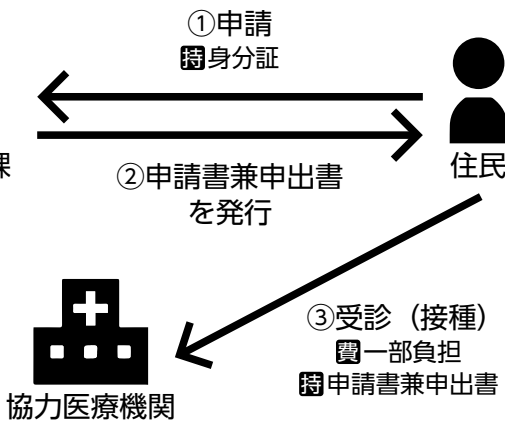 ①申請
持身分証
住民
課
②申請書兼申出書
を発行
③受診（接種）
費一部負担
持申請書兼申出書
協力医療機関